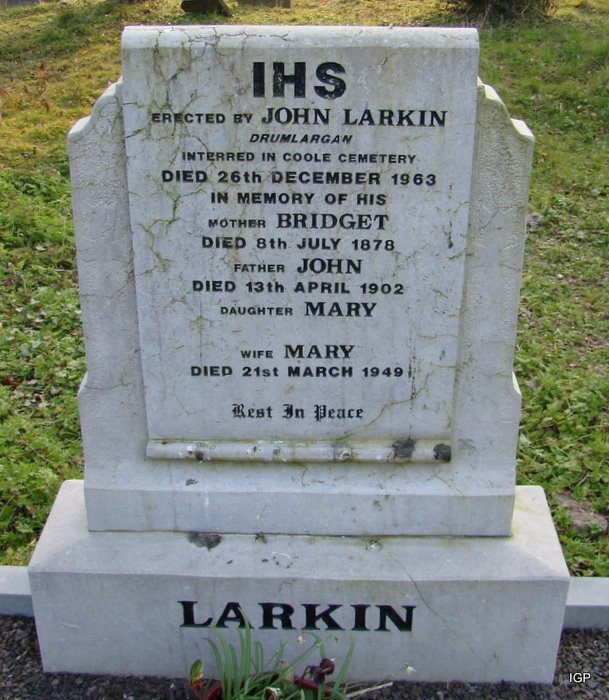 IHS
ERECTED BY JOHN LARKIN
DRUMLARGAN
INTERRED IN COOLE CEMETERY
DIED 26th DECEMBER 1963
IN MEMORY OF HIS
MOTHER BRIDGET
DIED 8th JULY 1878
FATHER JOHN
DIED 13th APRIL 1902
DAUGHTER MARY
WIFE MARY
DIED 21st MARCH 1949
Rest In Peace
LARKIN
IGP